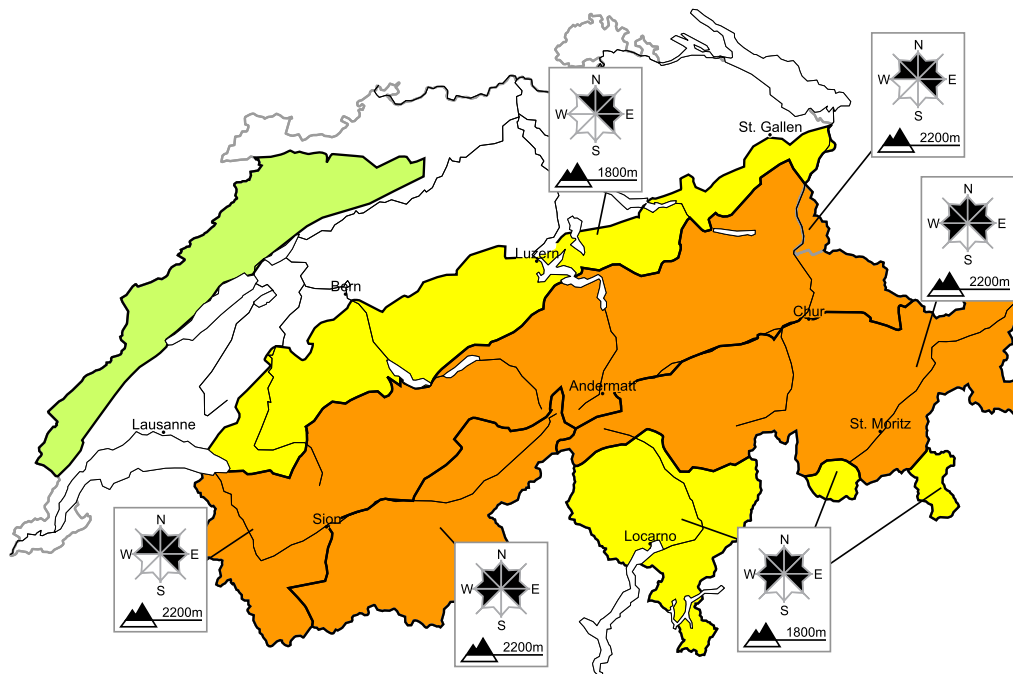 N
W E
S
2200m
N
W E
S
1800m
St. Gallen
N
W E
S
2200m
Luzern
Bern
Chur
Andermatt
Lausanne
St. Moritz
Sion
Locarno
N
W E
S
2200m
N
W E
S
2200m
N
W E
S
1800m